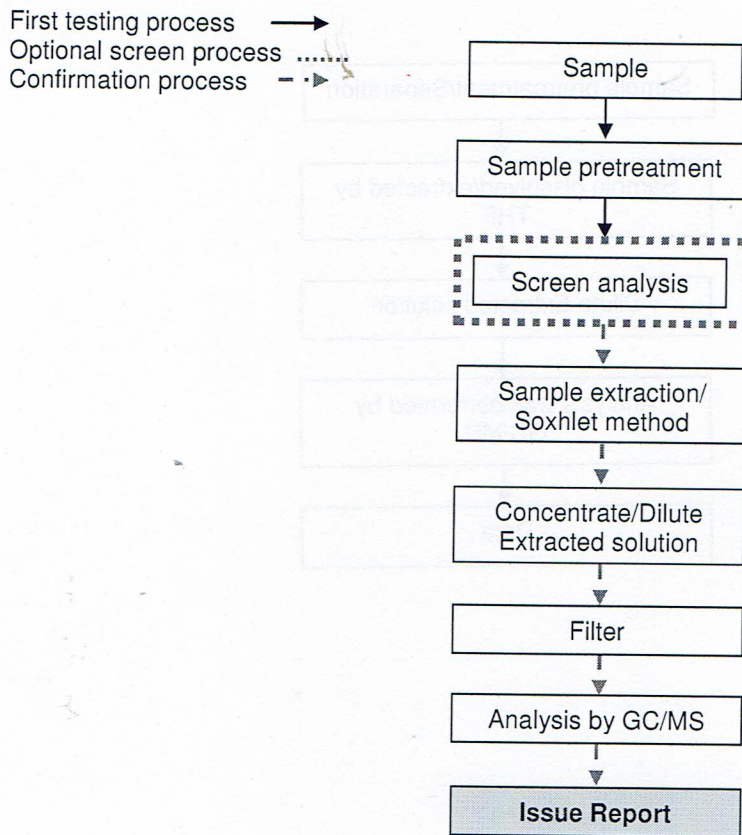 First testing process
Optional screen process
Confirmation process
Sample
Sample pretreatment
Screen analysis
Sample extraction/
Soxhlet method
Concentrate/Dilute
Extracted solution
Filter
Analysis by GC/MS
Issue Report